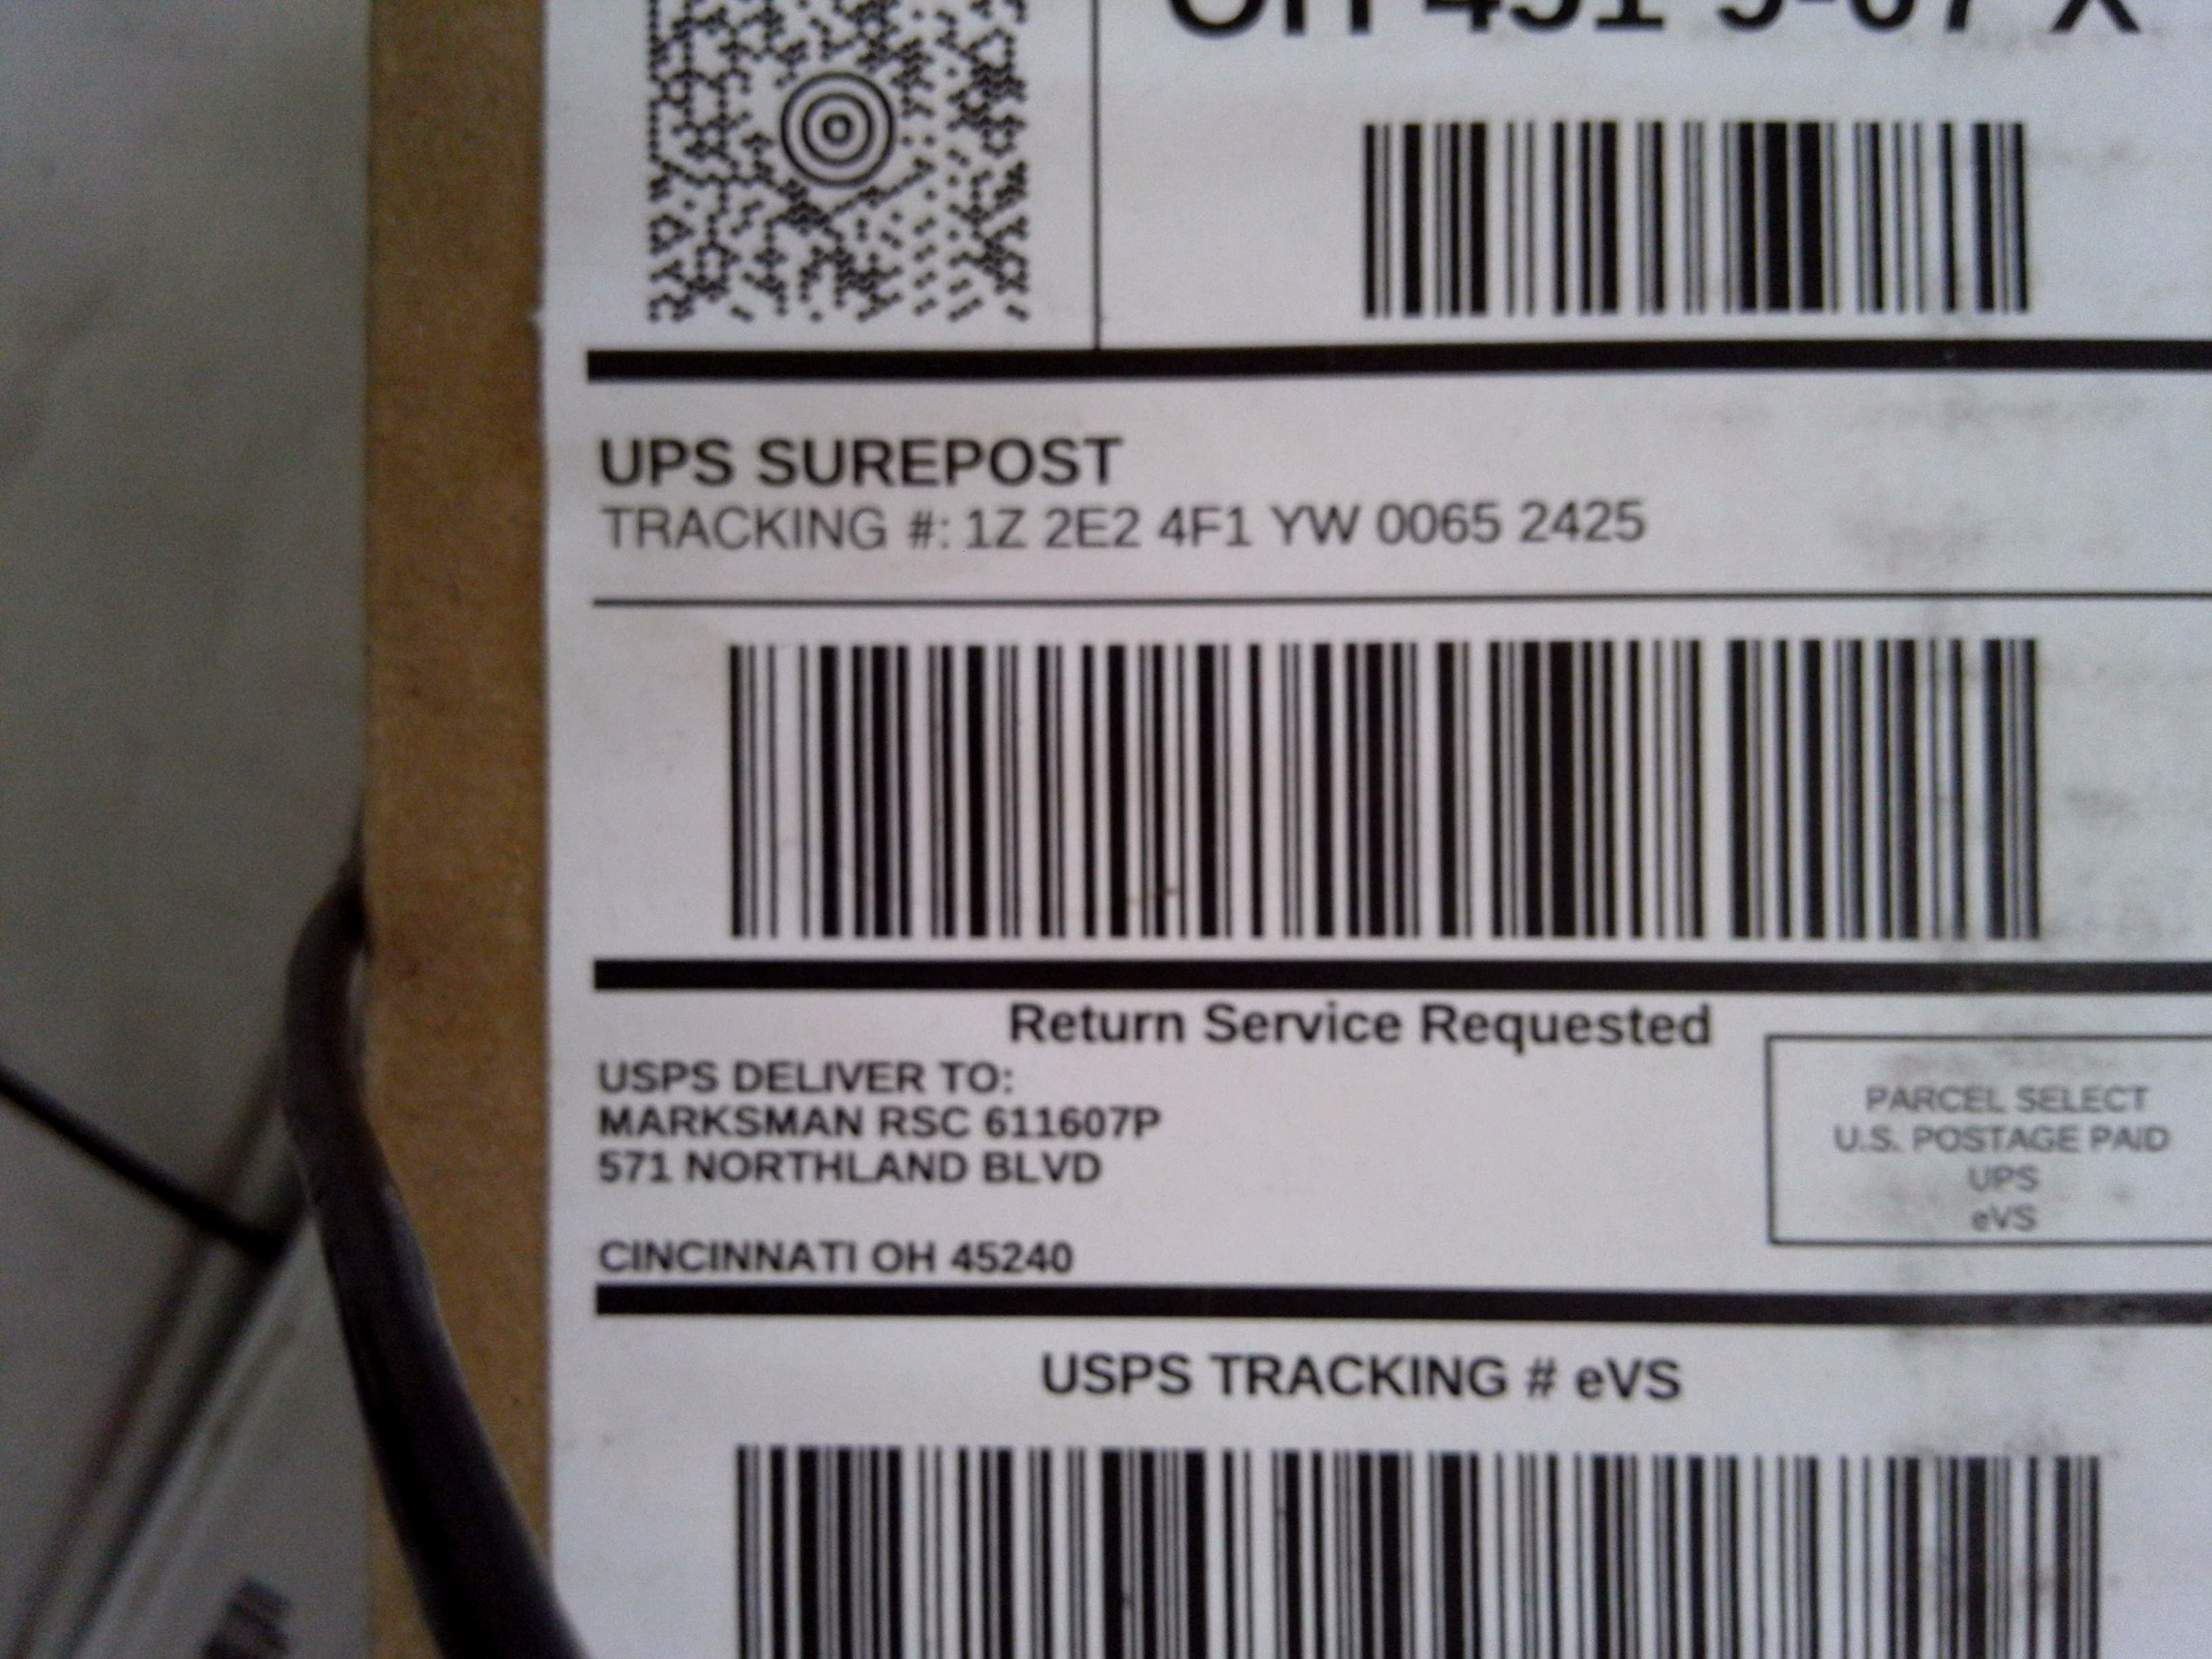 UPS SUREPOST
TRACKING #: 1Z 2E2 4F1 YW 0065 2425
Return Service Requested
USPS DELIVER TO:
MARKSMAN RSC 611607P
571 NORTHLAND BLVD
CINCINNATI OH 45240
PARCEL SELECT
U.S. POSTAGE PAID
UPS
eVS
USPS TRACKING # eVS